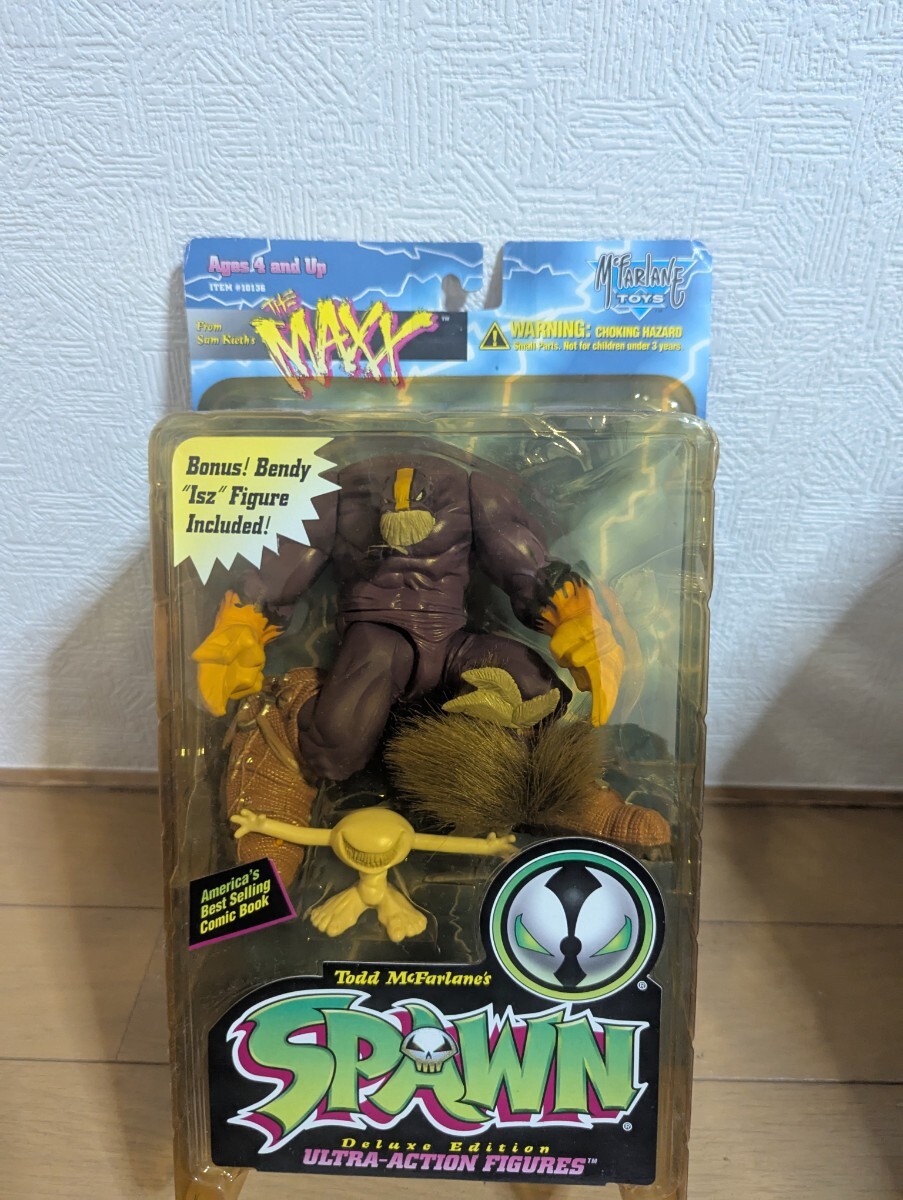 Ages 4 and Up
ITEM #10136
From
Sam Kieth's
THE
MAXX™
McFARLANE
TOYS
WARNING: CHOKING HAZARD
Small Parts. Not for children under 3 years.
Bonus! Bendy
"Isz" Figure
Included!
America's
Best Selling
Comic Book
Todd McFarlane's
SPAWN®
Deluxe Edition
ULTRA-ACTION FIGURES™